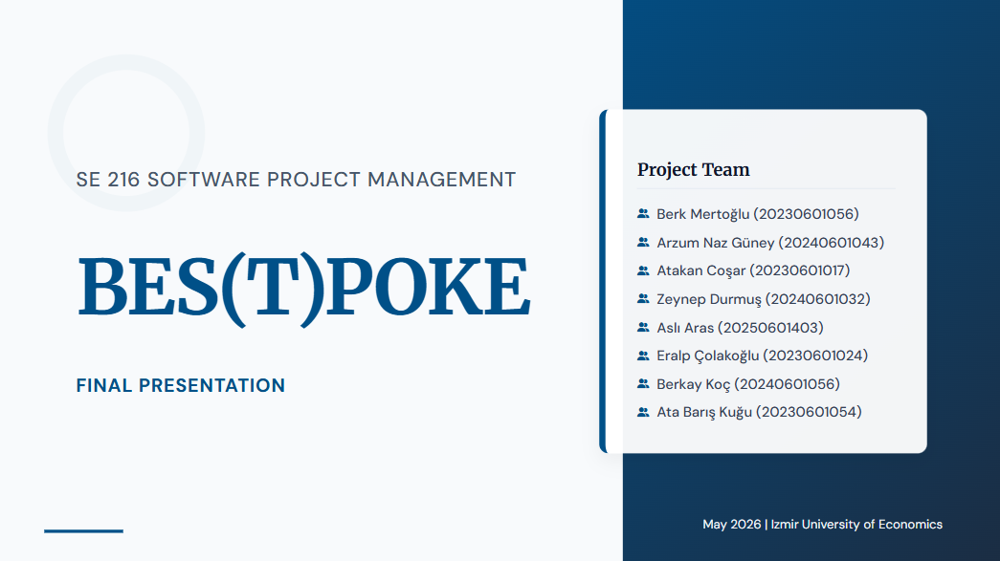 SE 216 SOFTWARE PROJECT MANAGEMENT
BES(T)POKE
FINAL PRESENTATION
Project Team
Berk Mertoğlu (20230601056)
Arzum Naz Güney (20240601043)
Atakan Coşar (20230601017)
Zeynep Durmuş (20240601032)
Aslı Aras (20250601403)
Eralp Çolakoğlu (20230601024)
Berkay Koç (20240601056)
Ata Barış Kuğu (20230601054)
May 2026 | Izmir University of Economics